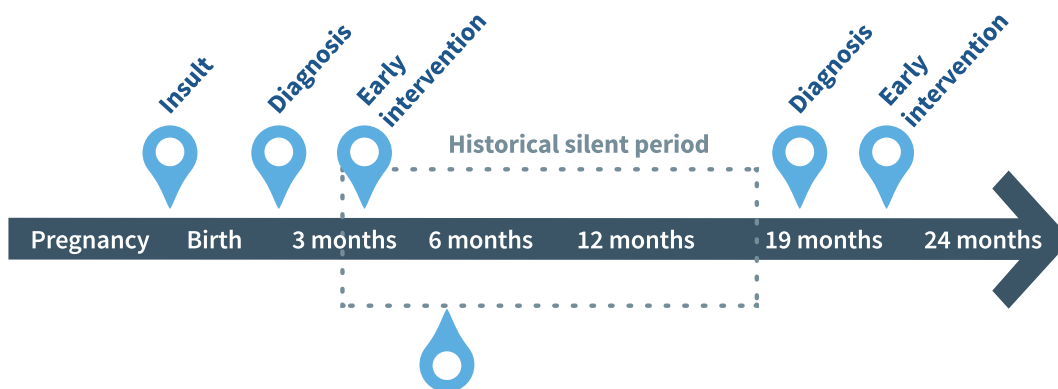 Insult
Diagnosis
Early
intervention
Diagnosis
Early
intervention
Historical silent period
Pregnancy
Birth
3 months
6 months
12 months
19 months
24 months